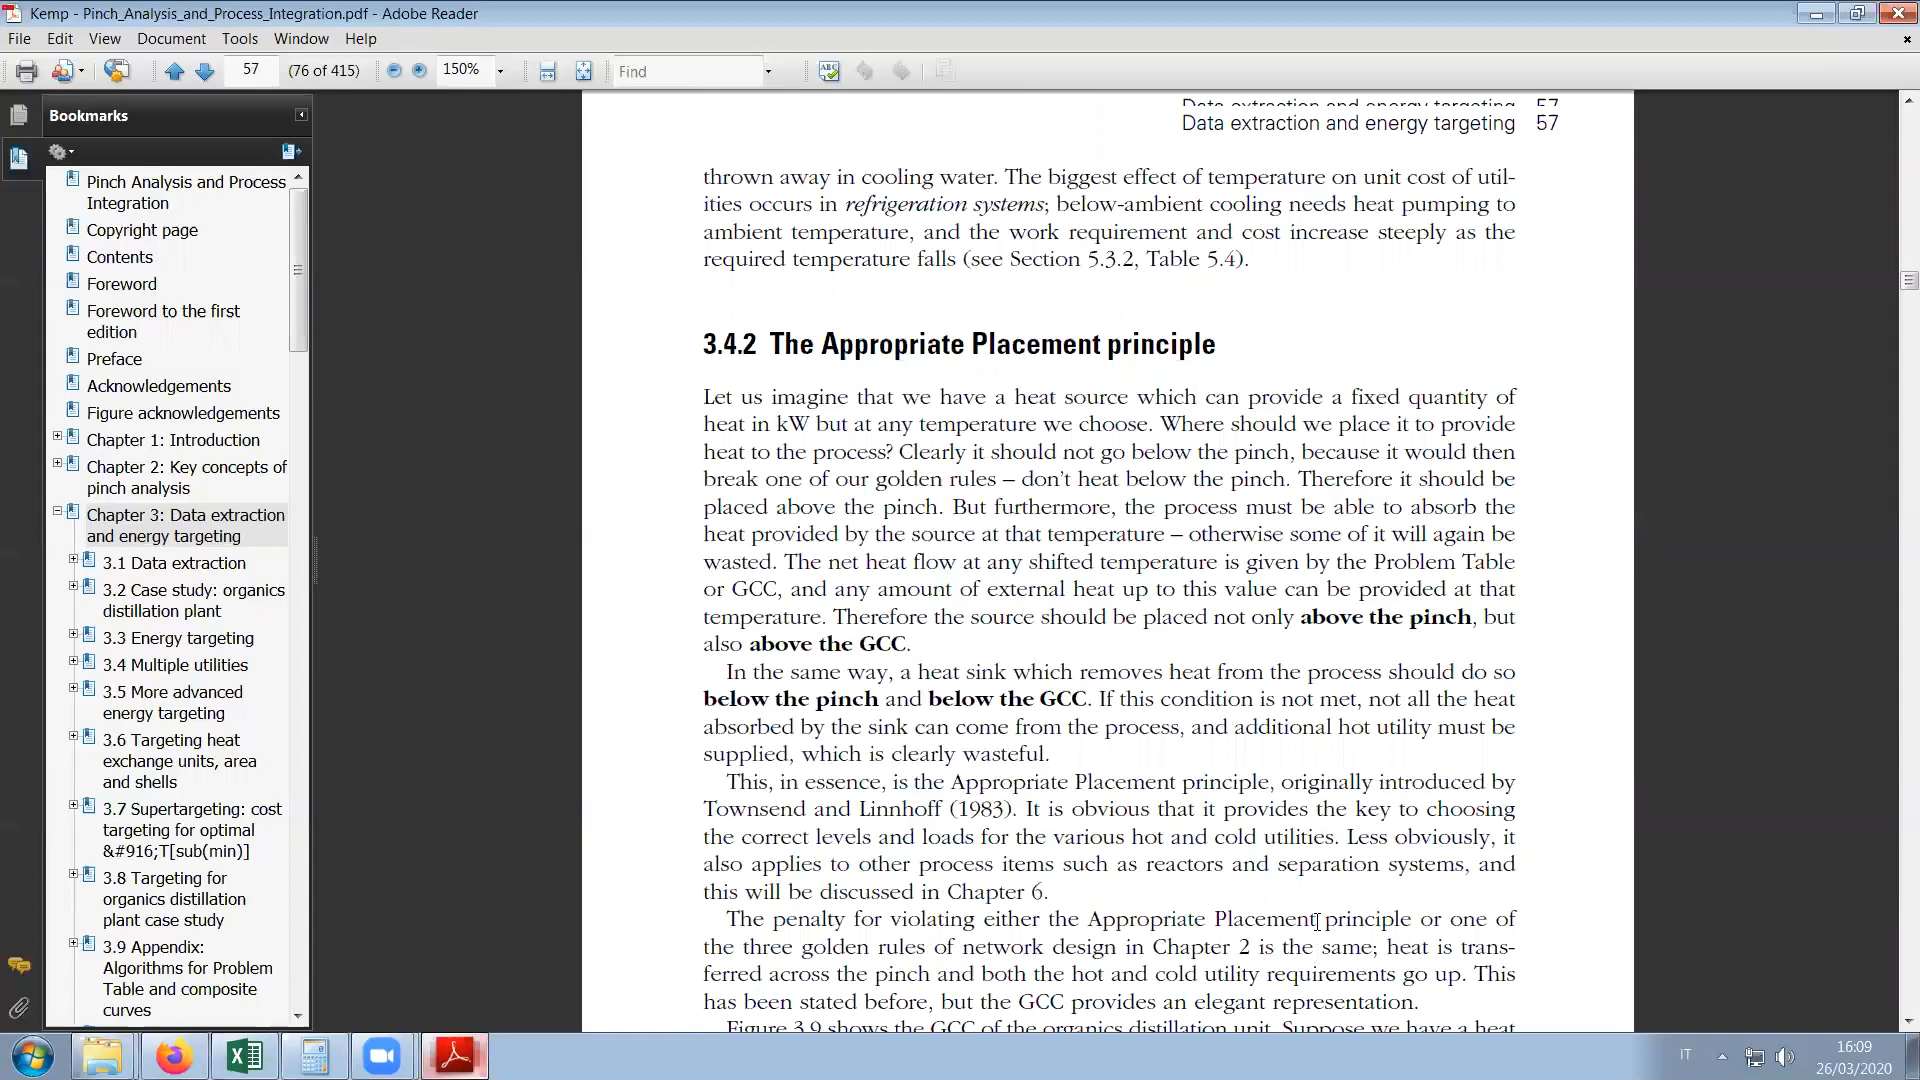 Kemp - Pinch_Analysis_and_Process_Integration.pdf - Adobe Reader
File Edit View Document Tools Window Help
57 (76 of 415) 150% Find
Bookmarks
Pinch Analysis and Process
Integration
Copyright page
Contents
Foreword
Foreword to the first
edition
Preface
Acknowledgements
Figure acknowledgements
Chapter 1: Introduction
Chapter 2: Key concepts of
pinch analysis
Chapter 3: Data extraction
and energy targeting
3.1 Data extraction
3.2 Case study: organics
distillation plant
3.3 Energy targeting
3.4 Multiple utilities
3.5 More advanced
energy targeting
3.6 Targeting heat
exchange units, area
and shells
3.7 Supertargeting: cost
targeting for optimal
&#916;T[sub(min)]
3.8 Targeting for
organics distillation
plant case study
3.9 Appendix:
Algorithms for Problem
Table and composite
curves
Data extraction and energy targeting 57
Data extraction and energy targeting 57
thrown away in cooling water. The biggest effect of temperature on unit cost of util-
ities occurs in refrigeration systems; below-ambient cooling needs heat pumping to
ambient temperature, and the work requirement and cost increase steeply as the
required temperature falls (see Section 5.3.2, Table 5.4).
3.4.2 The Appropriate Placement principle
Let us imagine that we have a heat source which can provide a fixed quantity of
heat in kW but at any temperature we choose. Where should we place it to provide
heat to the process? Clearly it should not go below the pinch, because it would then
break one of our golden rules – don't heat below the pinch. Therefore it should be
placed above the pinch. But furthermore, the process must be able to absorb the
heat provided by the source at that temperature – otherwise some of it will again be
wasted. The net heat flow at any shifted temperature is given by the Problem Table
or GCC, and any amount of external heat up to this value can be provided at that
temperature. Therefore the source should be placed not only above the pinch, but
also above the GCC.
In the same way, a heat sink which removes heat from the process should do so
below the pinch and below the GCC. If this condition is not met, not all the heat
absorbed by the sink can come from the process, and additional hot utility must be
supplied, which is clearly wasteful.
This, in essence, is the Appropriate Placement principle, originally introduced by
Townsend and Linnhoff (1983). It is obvious that it provides the key to choosing
the correct levels and loads for the various hot and cold utilities. Less obviously, it
also applies to other process items such as reactors and separation systems, and
this will be discussed in Chapter 6.
The penalty for violating either the Appropriate Placement principle or one of
the three golden rules of network design in Chapter 2 is the same; heat is trans-
ferred across the pinch and both the hot and cold utility requirements go up. This
has been stated before, but the GCC provides an elegant representation.
Figure 3.9 shows the GCC of the organics distillation unit. Suppose we have a heat
IT
16:09
26/03/2020